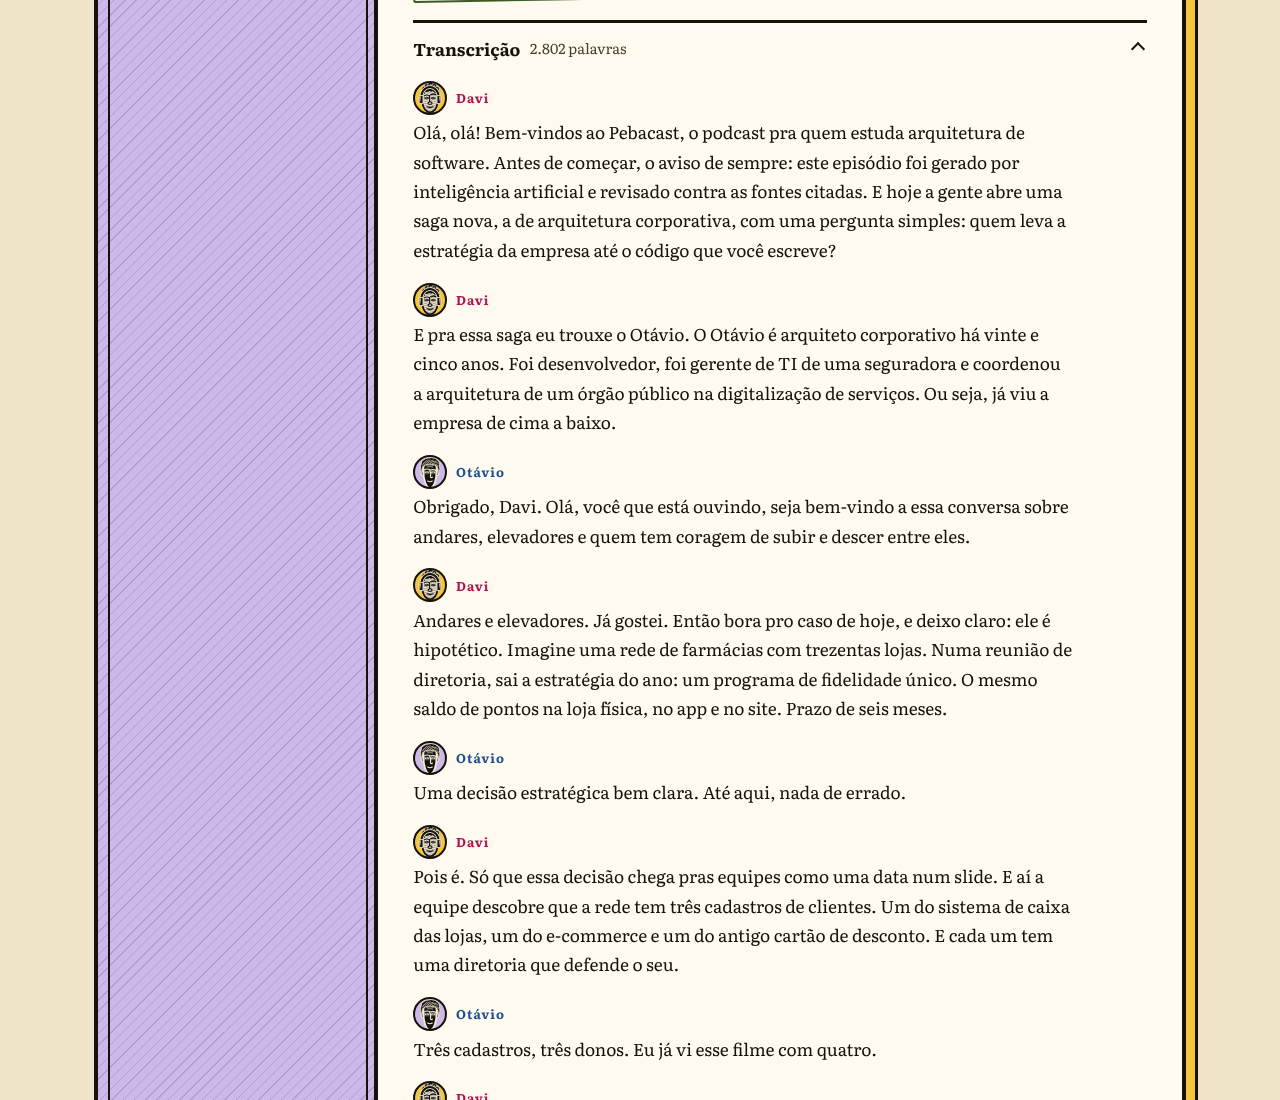 Transcrição 2.802 palavras
Davi
Olá, olá! Bem-vindos ao Pebacast, o podcast pra quem estuda arquitetura de
software. Antes de começar, o aviso de sempre: este episódio foi gerado por
inteligência artificial e revisado contra as fontes citadas. E hoje a gente abre uma
saga nova, a de arquitetura corporativa, com uma pergunta simples: quem leva a
estratégia da empresa até o código que você escreve?
Davi
E pra essa saga eu trouxe o Otávio. O Otávio é arquiteto corporativo há vinte e
cinco anos. Foi desenvolvedor, foi gerente de TI de uma seguradora e coordenou
a arquitetura de um órgão público na digitalização de serviços. Ou seja, já viu a
empresa de cima a baixo.
Otávio
Obrigado, Davi. Olá, você que está ouvindo, seja bem-vindo a essa conversa sobre
andares, elevadores e quem tem coragem de subir e descer entre eles.
Davi
Andares e elevadores. Já gostei. Então bora pro caso de hoje, e deixo claro: ele é
hipotético. Imagine uma rede de farmácias com trezentas lojas. Numa reunião de
diretoria, sai a estratégia do ano: um programa de fidelidade único. O mesmo
saldo de pontos na loja física, no app e no site. Prazo de seis meses.
Otávio
Uma decisão estratégica bem clara. Até aqui, nada de errado.
Davi
Pois é. Só que essa decisão chega pras equipes como uma data num slide. E aí a
equipe descobre que a rede tem três cadastros de clientes. Um do sistema de caixa
das lojas, um do e-commerce e um do antigo cartão de desconto. E cada um tem
uma diretoria que defende o seu.
Otávio
Três cadastros, três donos. Eu já vi esse filme com quatro.
Davi